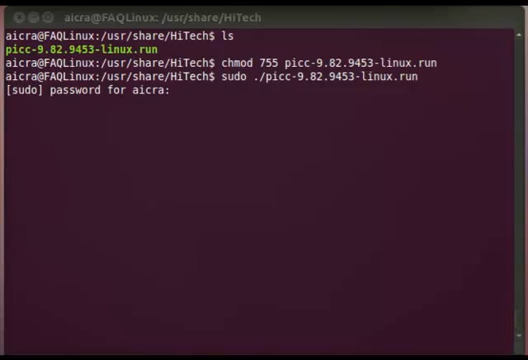 aicra@FAQLinux: /usr/share/HiTech
aicra@FAQLinux:/usr/share/HiTech$ ls
picc-9.82.9453-linux.run
aicra@FAQLinux:/usr/share/HiTech$ chmod 755 picc-9.82.9453-linux.run
aicra@FAQLinux:/usr/share/HiTech$ sudo ./picc-9.82.9453-linux.run
[sudo] password for aicra: